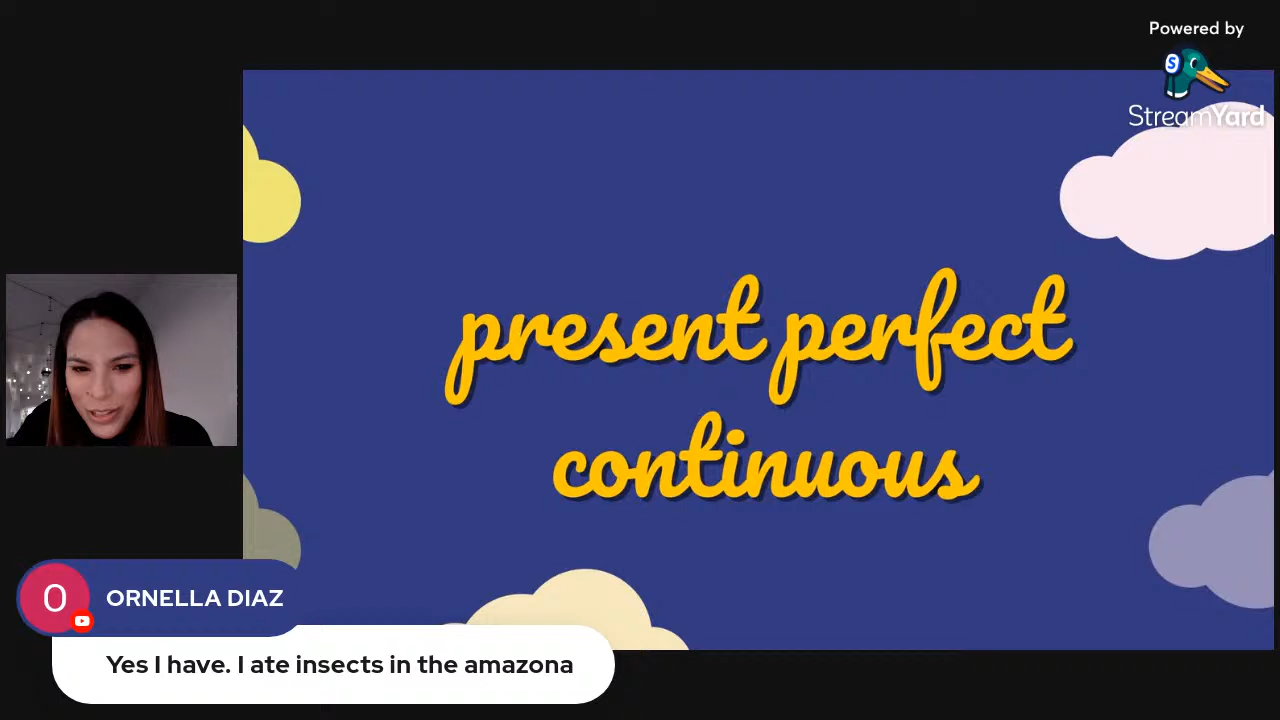 Powered by
S
StreamYard
present perfect
continuous
O
ORNELLA DIAZ
Yes I have. I ate insects in the amazona